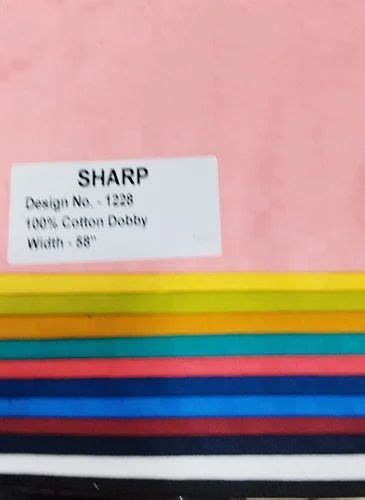 SHARP
Design No. - 1228
100% Cotton Dobby
Width - 58"